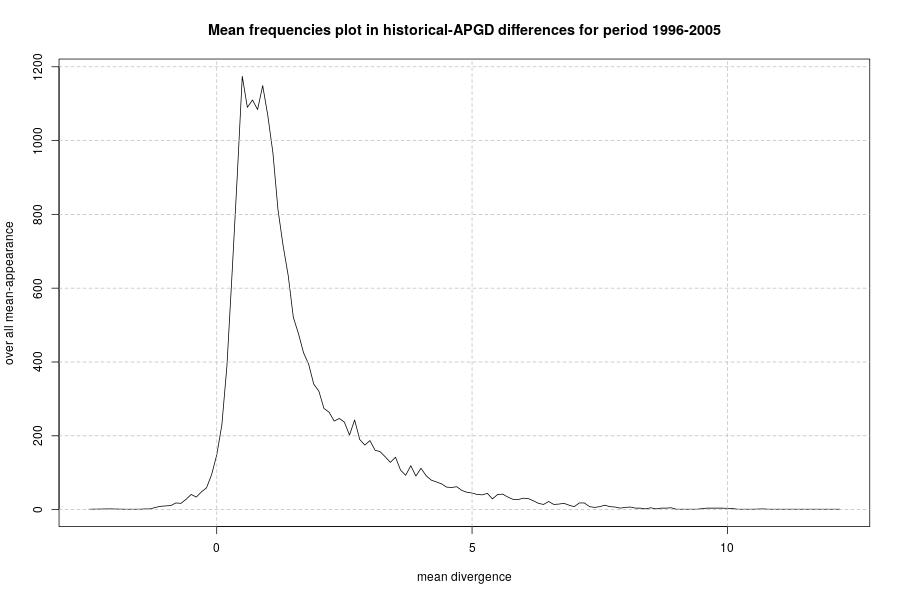 Mean frequencies plot in historical-APGD differences for period 1996-2005
over all mean-appearance
1200
1000
800
600
400
200
0
0 5 10
mean divergence